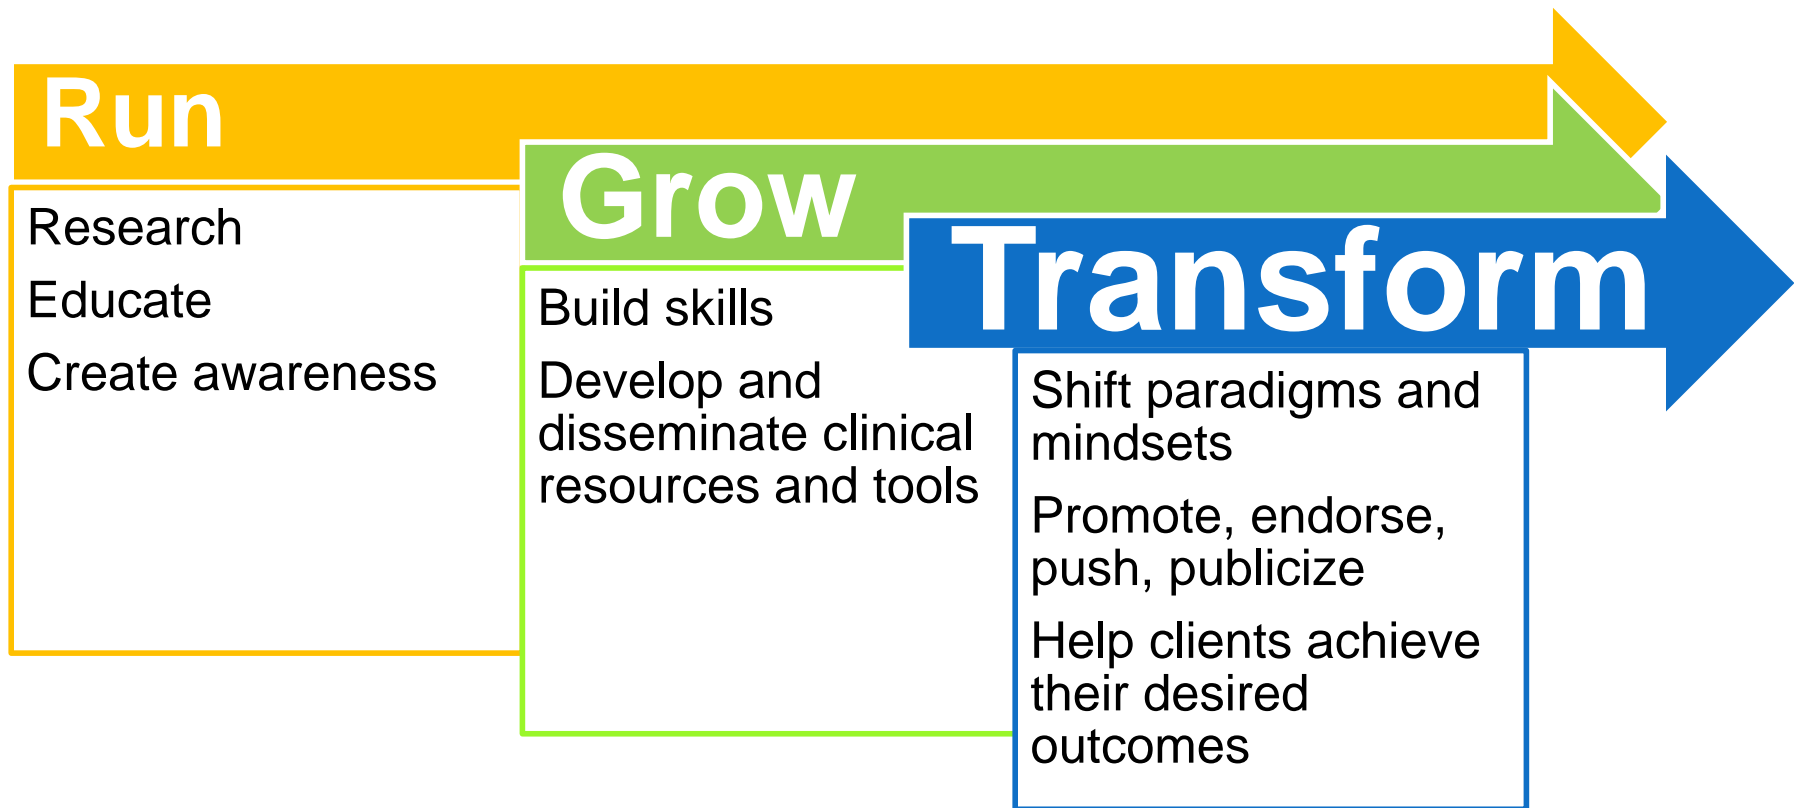 Run
Research
Educate
Create awareness
Grow
Build skills
Develop and
disseminate clinical
resources and tools
Transform
Shift paradigms and
mindsets
Promote, endorse,
push, publicize
Help clients achieve
their desired
outcomes